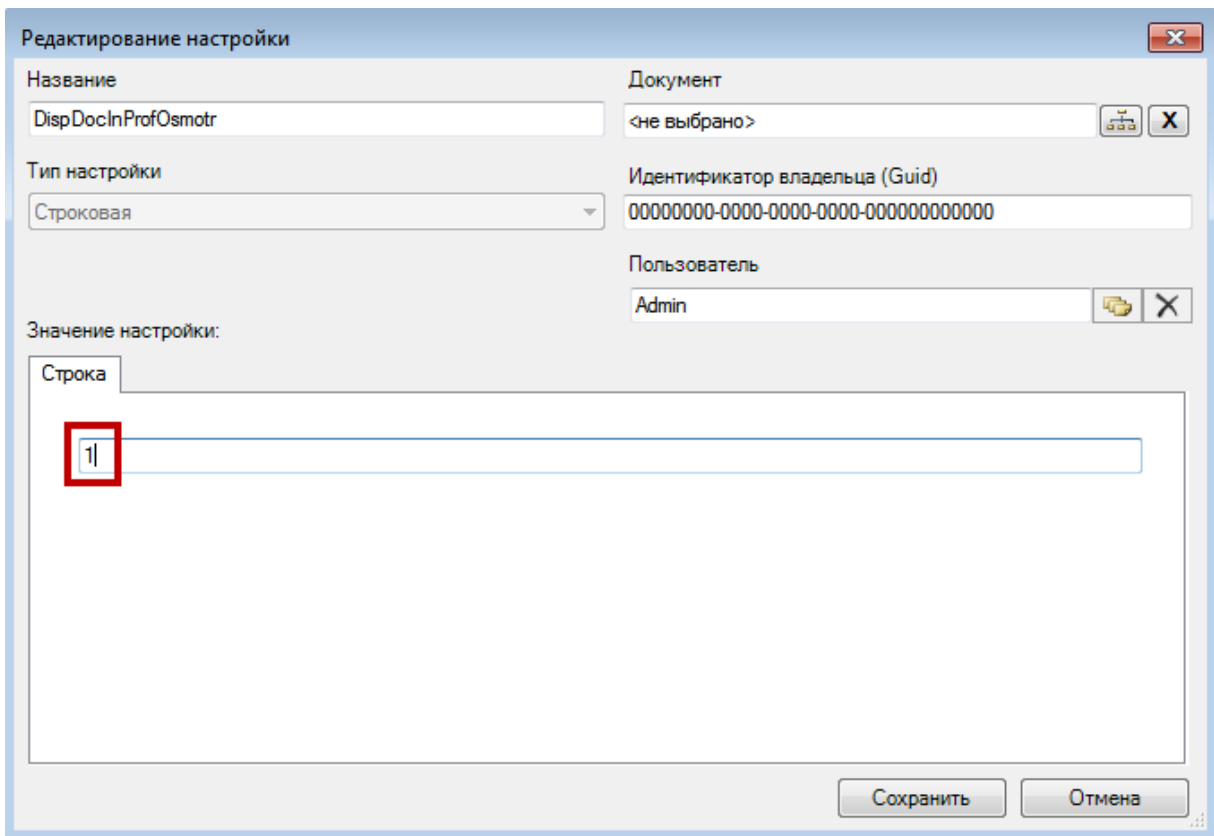 Редактирование настройки
Название
Документ
DispDocInProfOsmotr
<не выбрано>
X
Тип настройки
Идентификатор владельца (Guid)
Строковая
00000000-0000-0000-0000-000000000000
Пользователь
Admin
Значение настройки:
Строка
1
Сохранить
Отмена